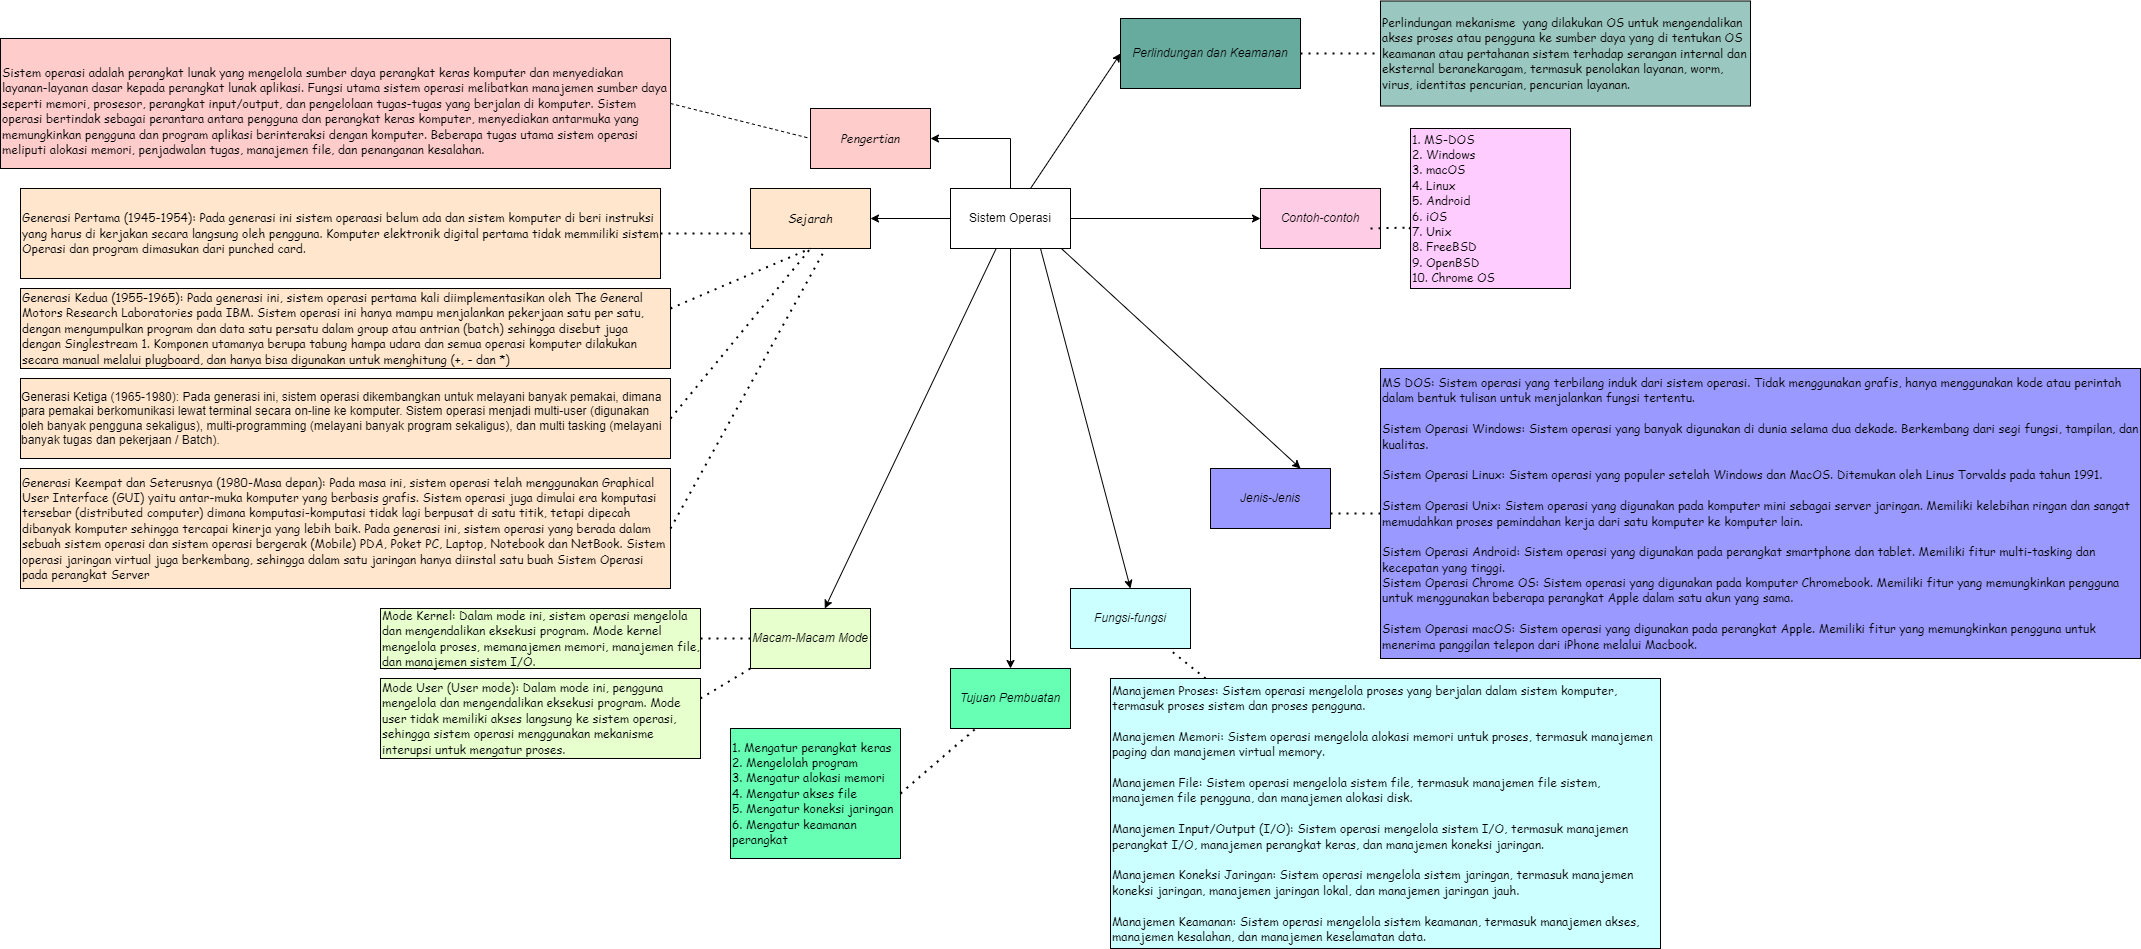 Perlindungan dan Keamanan
Perlindungan mekanisme  yang dilakukan OS untuk mengendalikan
akses proses atau pengguna ke sumber daya yang di tentukan OS
keamanan atau pertahanan sistem terhadap serangan internal dan
eksternal beranekaragam, termasuk penolakan layanan, worm,
virus, identitas pencurian, pencurian layanan.
Sistem operasi adalah perangkat lunak yang mengelola sumber daya perangkat keras komputer dan menyediakan
layanan-layanan dasar kepada perangkat lunak aplikasi. Fungsi utama sistem operasi melibatkan manajemen sumber daya
seperti memori, prosesor, perangkat input/output, dan pengelolaan tugas-tugas yang berjalan di komputer. Sistem
operasi bertindak sebagai perantara antara pengguna dan perangkat keras komputer, menyediakan antarmuka yang
memungkinkan pengguna dan program aplikasi berinteraksi dengan komputer. Beberapa tugas utama sistem operasi
meliputi alokasi memori, penjadwalan tugas, manajemen file, dan penanganan kesalahan.
Pengertian
1. MS-DOS
2. Windows
3. macOS
4. Linux
5. Android
6. iOS
7. Unix
8. FreeBSD
9. OpenBSD
10. Chrome OS
Generasi Pertama (1945-1954): Pada generasi ini sistem operaasi belum ada dan sistem komputer di beri instruksi
yang harus di kerjakan secara langsung oleh pengguna. Komputer elektronik digital pertama tidak memmiliki sistem
Operasi dan program dimasukan dari punched card.
Sejarah
Sistem Operasi
Contoh-contoh
Generasi Kedua (1955-1965): Pada generasi ini, sistem operasi pertama kali diimplementasikan oleh The General
Motors Research Laboratories pada IBM. Sistem operasi ini hanya mampu menjalankan pekerjaan satu per satu,
dengan mengumpulkan program dan data satu persatu dalam group atau antrian (batch) sehingga disebut juga
dengan Singlestream 1. Komponen utamanya berupa tabung hampa udara dan semua operasi komputer dilakukan
secara manual melalui plugboard, dan hanya bisa digunakan untuk menghitung (+, - dan *)
Generasi Ketiga (1965-1980): Pada generasi ini, sistem operasi dikembangkan untuk melayani banyak pemakai, dimana
para pemakai berkomunikasi lewat terminal secara on-line ke komputer. Sistem operasi menjadi multi-user (digunakan
oleh banyak pengguna sekaligus), multi-programming (melayani banyak program sekaligus), dan multi tasking (melayani
banyak tugas dan pekerjaan / Batch).
Generasi Keempat dan Seterusnya (1980-Masa depan): Pada masa ini, sistem operasi telah menggunakan Graphical
User Interface (GUI) yaitu antar-muka komputer yang berbasis grafis. Sistem operasi juga dimulai era komputasi
tersebar (distributed computer) dimana komputasi-komputasi tidak lagi berpusat di satu titik, tetapi dipecah
dibanyak komputer sehingga tercapai kinerja yang lebih baik. Pada generasi ini, sistem operasi yang berada dalam
sebuah sistem operasi dan sistem operasi bergerak (Mobile) PDA, Poket PC, Laptop, Notebook dan NetBook. Sistem
operasi jaringan virtual juga berkembang, sehingga dalam satu jaringan hanya diinstal satu buah Sistem Operasi
pada perangkat Server
Jenis-Jenis
MS DOS: Sistem operasi yang terbilang induk dari sistem operasi. Tidak menggunakan grafis, hanya menggunakan kode atau perintah
dalam bentuk tulisan untuk menjalankan fungsi tertentu.
Sistem Operasi Windows: Sistem operasi yang banyak digunakan di dunia selama dua dekade. Berkembang dari segi fungsi, tampilan, dan
kualitas.
Sistem Operasi Linux: Sistem operasi yang populer setelah Windows dan MacOS. Ditemukan oleh Linus Torvalds pada tahun 1991.
Sistem Operasi Unix: Sistem operasi yang digunakan pada komputer mini sebagai server jaringan. Memiliki kelebihan ringan dan sangat
memudahkan proses pemindahan kerja dari satu komputer ke komputer lain.
Sistem Operasi Android: Sistem operasi yang digunakan pada perangkat smartphone dan tablet. Memiliki fitur multi-tasking dan
kecepatan yang tinggi.
Sistem Operasi Chrome OS: Sistem operasi yang digunakan pada komputer Chromebook. Memiliki fitur yang memungkinkan pengguna
untuk menggunakan beberapa perangkat Apple dalam satu akun yang sama.
Sistem Operasi macOS: Sistem operasi yang digunakan pada perangkat Apple. Memiliki fitur yang memungkinkan pengguna untuk
menerima panggilan telepon dari iPhone melalui Macbook.
Mode Kernel: Dalam mode ini, sistem operasi mengelola
dan mengendalikan eksekusi program. Mode kernel
mengelola proses, memanajemen memori, manajemen file,
dan manajemen sistem I/O.
Macam-Macam Mode
Mode User (User mode): Dalam mode ini, pengguna
mengelola dan mengendalikan eksekusi program. Mode
user tidak memiliki akses langsung ke sistem operasi,
sehingga sistem operasi menggunakan mekanisme
interupsi untuk mengatur proses.
Tujuan Pembuatan
1. Mengatur perangkat keras
2. Mengelolah program
3. Mengatur alokasi memori
4. Mengatur akses file
5. Mengatur koneksi jaringan
6. Mengatur keamanan
perangkat
Fungsi-fungsi
Manajemen Proses: Sistem operasi mengelola proses yang berjalan dalam sistem komputer,
termasuk proses sistem dan proses pengguna.
Manajemen Memori: Sistem operasi mengelola alokasi memori untuk proses, termasuk manajemen
paging dan manajemen virtual memory.
Manajemen File: Sistem operasi mengelola sistem file, termasuk manajemen file sistem,
manajemen file pengguna, dan manajemen alokasi disk.
Manajemen Input/Output (I/O): Sistem operasi mengelola sistem I/O, termasuk manajemen
perangkat I/O, manajemen perangkat keras, dan manajemen koneksi jaringan.
Manajemen Koneksi Jaringan: Sistem operasi mengelola sistem jaringan, termasuk manajemen
koneksi jaringan, manajemen jaringan lokal, dan manajemen jaringan jauh.
Manajemen Keamanan: Sistem operasi mengelola sistem keamanan, termasuk manajemen akses,
manajemen kesalahan, dan manajemen keselamatan data.